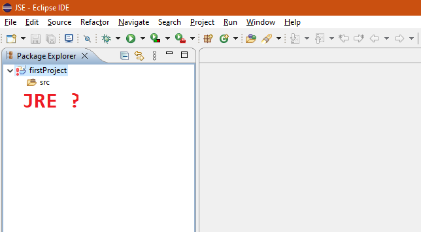 JSE - Eclipse IDE
File Edit Source Refactor Navigate Search Project Run Window Help
Package Explorer
firstProject
src
JRE ?